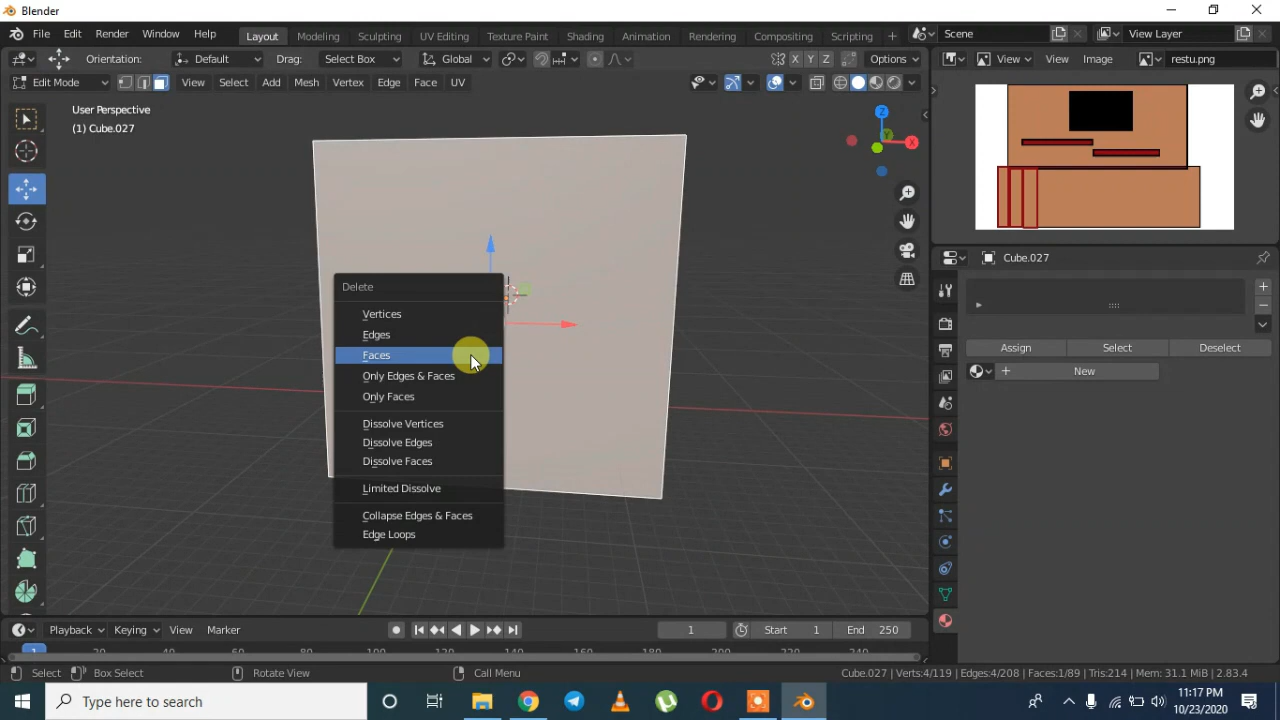 Blender
File Edit Render Window Help Layout Modeling Sculpting UV Editing Texture Paint Shading Animation Rendering Compositing Scripting + Scene View Layer
Orientation: Default Drag: Select Box Global X Y Z Options View View Image restu.png
Edit Mode View Select Add Mesh Vertex Edge Face UV
User Perspective
(1) Cube.027
X
Cube.027
Delete
Vertices
Edges
Faces
Only Edges & Faces
Only Faces
Dissolve Vertices
Dissolve Edges
Dissolve Faces
Limited Dissolve
Collapse Edges & Faces
Edge Loops
Assign Select Deselect
New
Playback Keying View Marker 1 Start 1 End 250
Select Box Select Rotate View Call Menu Cube.027 | Verts:4/119 | Edges:4/208 | Faces:1/89 | Tris:214 | Mem: 31.1 MiB | 2.83.4
Type here to search
11:17 PM
10/23/2020